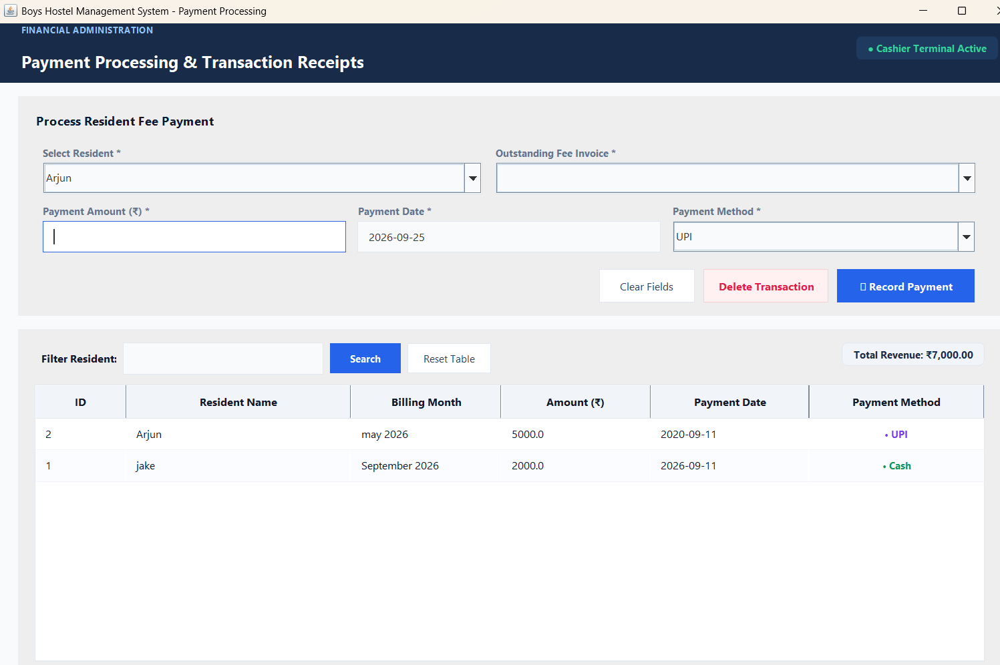 Boys Hostel Management System - Payment Processing
FINANCIAL ADMINISTRATION
Payment Processing & Transaction Receipts
● Cashier Terminal Active
Process Resident Fee Payment
Select Resident *
Outstanding Fee Invoice *
Arjun
Payment Amount (₹) *
Payment Date *
Payment Method *
2026-09-25
UPI
Clear Fields
Delete Transaction
▯ Record Payment
Filter Resident:
Search
Reset Table
Total Revenue: ₹7,000.00
ID Resident Name Billing Month Amount (₹) Payment Date Payment Method
2 Arjun may 2026 5000.0 2020-09-11 • UPI
1 jake September 2026 2000.0 2026-09-11 • Cash